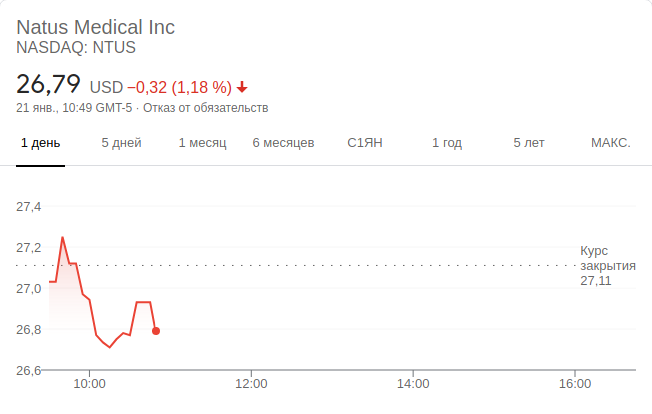 Natus Medical Inc
NASDAQ: NTUS
26,79 USD −0,32 (1,18 %)
21 янв., 10:49 GMT-5 · Отказ от обязательств
1 день 5 дней 1 месяц 6 месяцев С1ЯН 1 год 5 лет МАКС.
27,4
27,2
27,0
26,8
26,6
Курс
закрытия
27,11
10:00 12:00 14:00 16:00